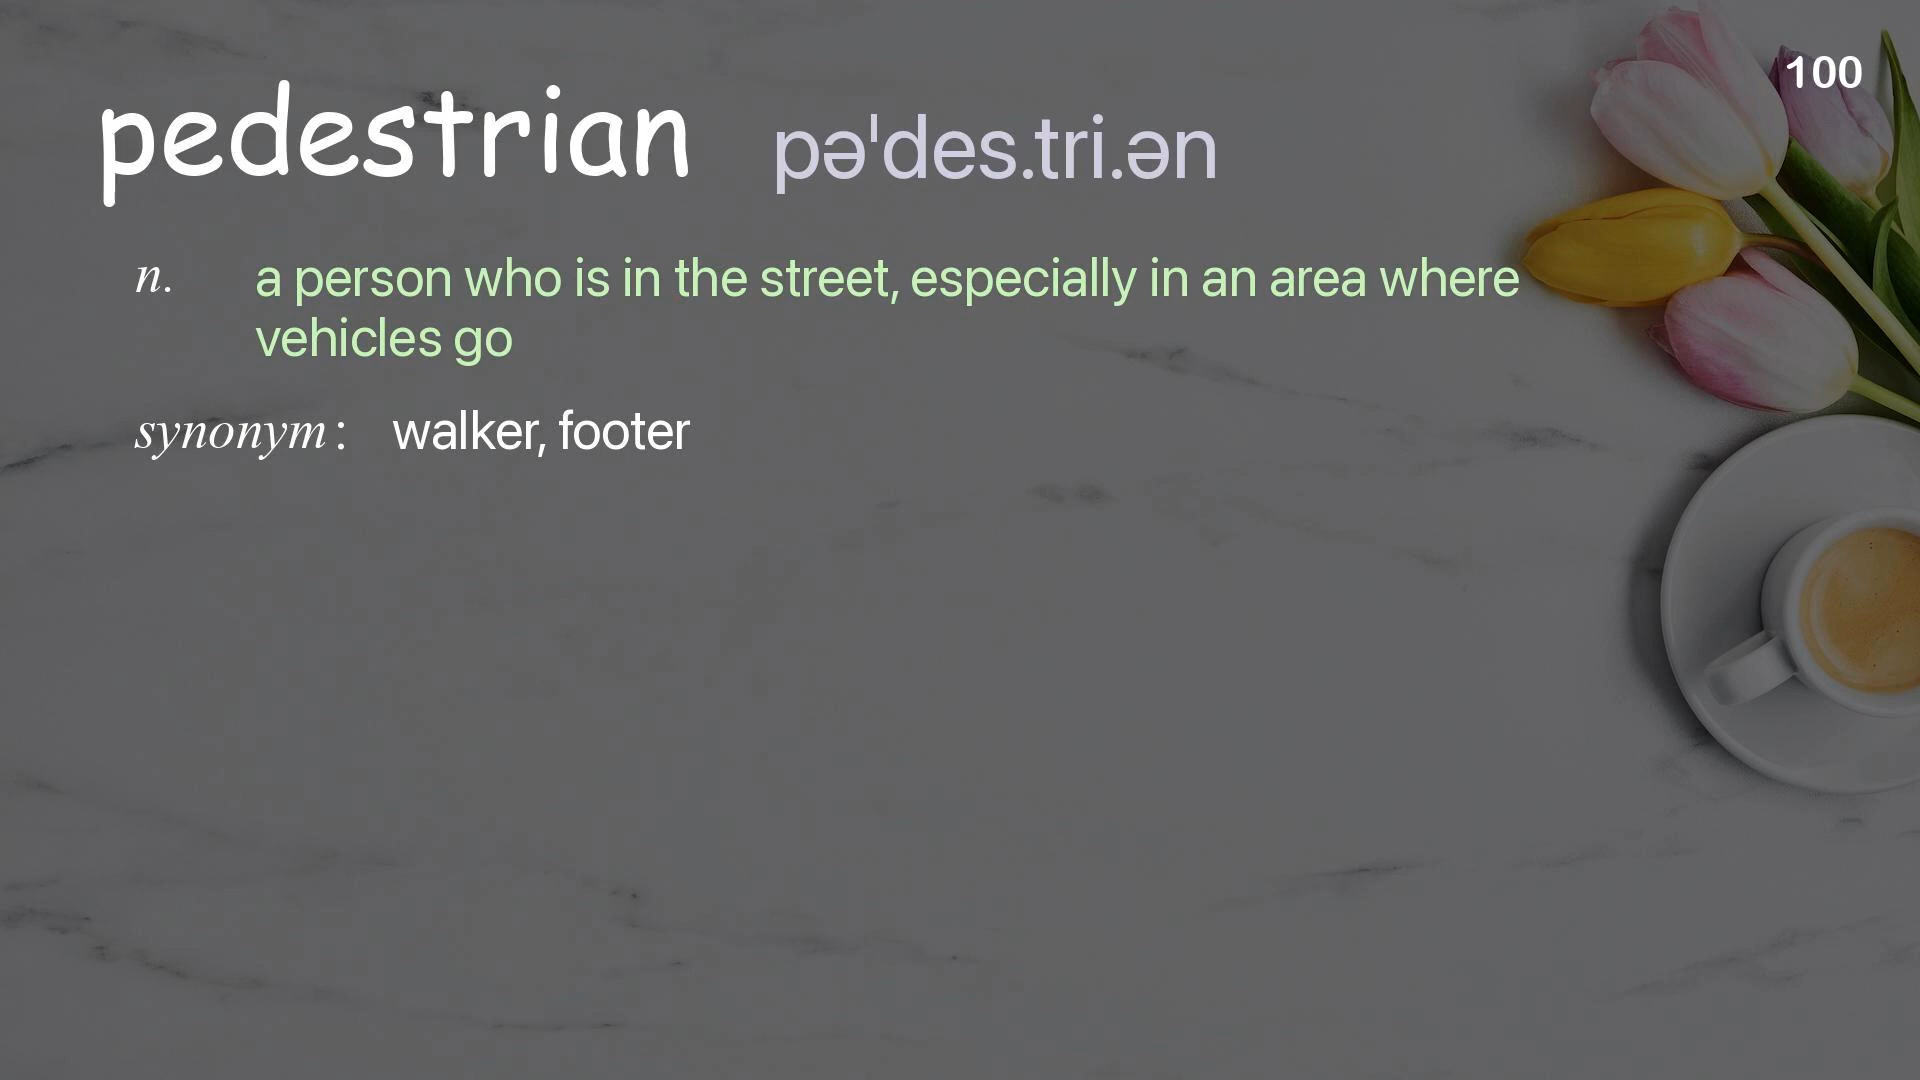 100
pedestrian pəˈdes.tri.ən
n. a person who is in the street, especially in an area where
vehicles go
synonym: walker, footer